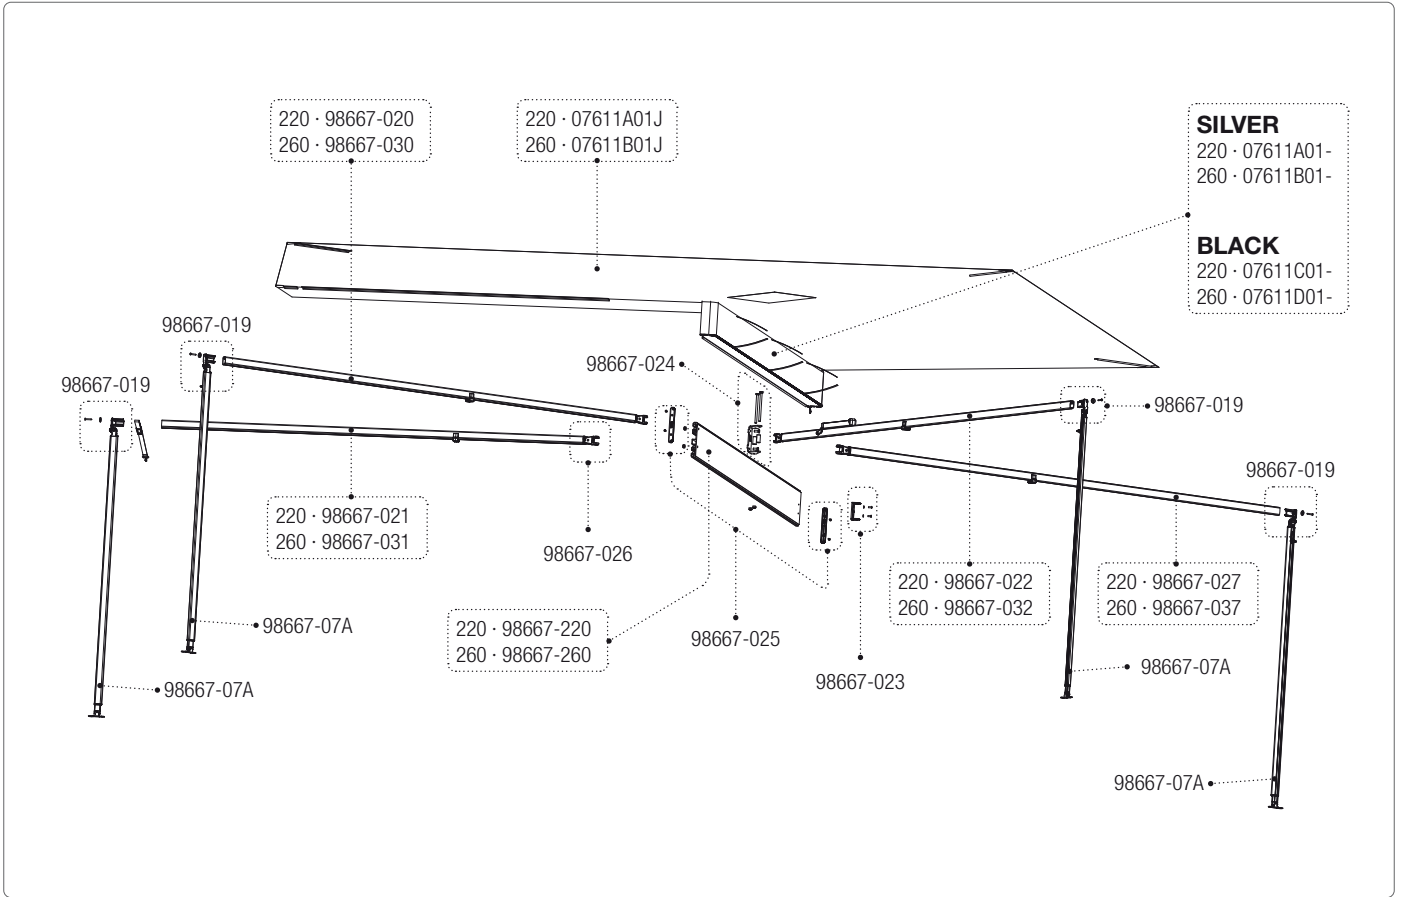 220 · 98667-020
260 · 98667-030
220 · 07611A01J
260 · 07611B01J
SILVER
220 · 07611A01-
260 · 07611B01-
BLACK
220 · 07611C01-
260 · 07611D01-
98667-019
98667-019
98667-024
98667-019
98667-019
220 · 98667-021
260 · 98667-031
98667-026
220 · 98667-022
260 · 98667-032
220 · 98667-027
260 · 98667-037
98667-07A
220 · 98667-220
260 · 98667-260
98667-025
98667-023
98667-07A
98667-07A
98667-07A